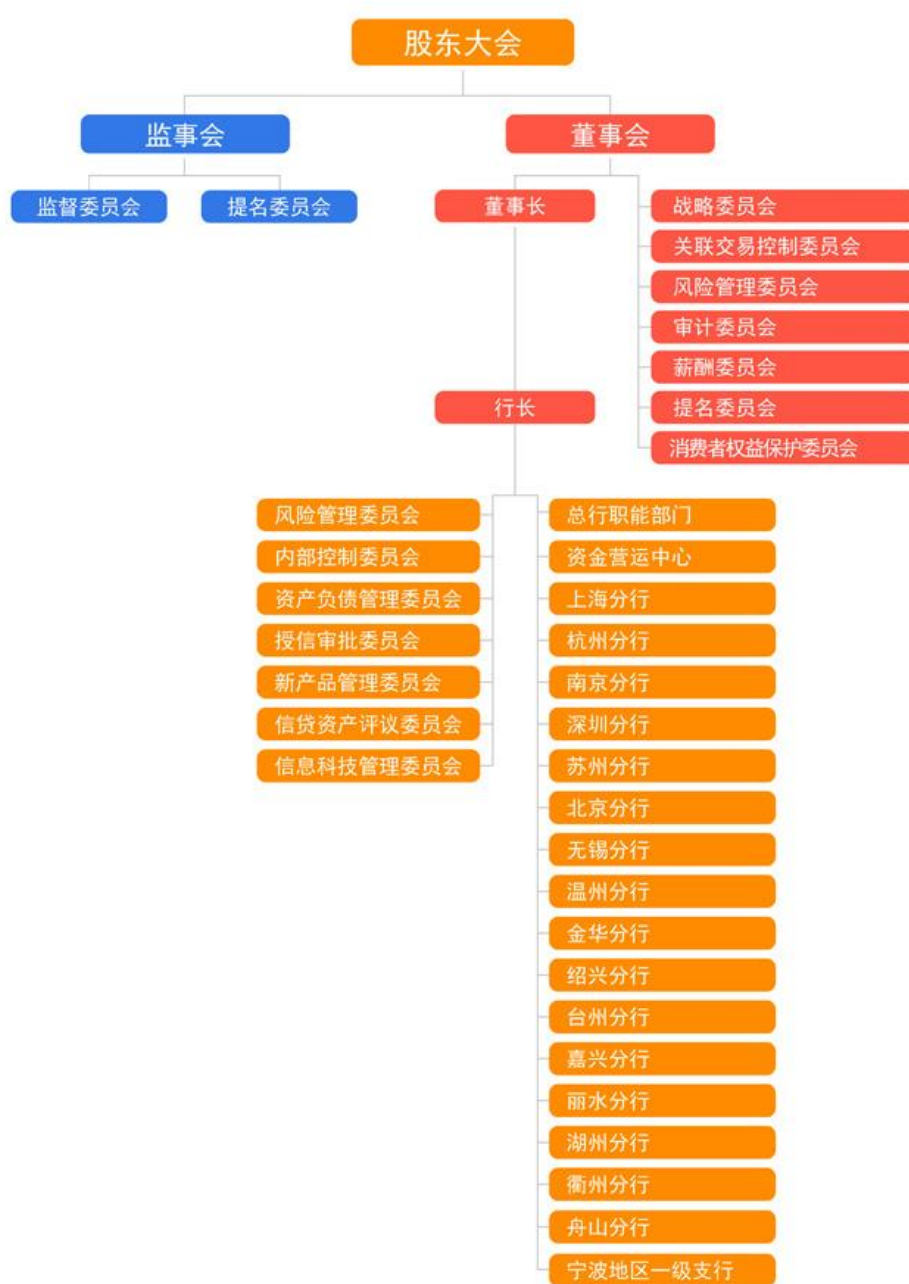 股东大会
监事会
董事会
监督委员会
提名委员会
董事长
战略委员会
关联交易控制委员会
风险管理委员会
审计委员会
薪酬委员会
提名委员会
消费者权益保护委员会
行长
风险管理委员会
内部控制委员会
资产负债管理委员会
授信审批委员会
新产品管理委员会
信贷资产评议委员会
信息科技管理委员会
总行职能部门
资金营运中心
上海分行
杭州分行
南京分行
深圳分行
苏州分行
北京分行
无锡分行
温州分行
金华分行
绍兴分行
台州分行
嘉兴分行
丽水分行
湖州分行
衢州分行
舟山分行
宁波地区一级支行